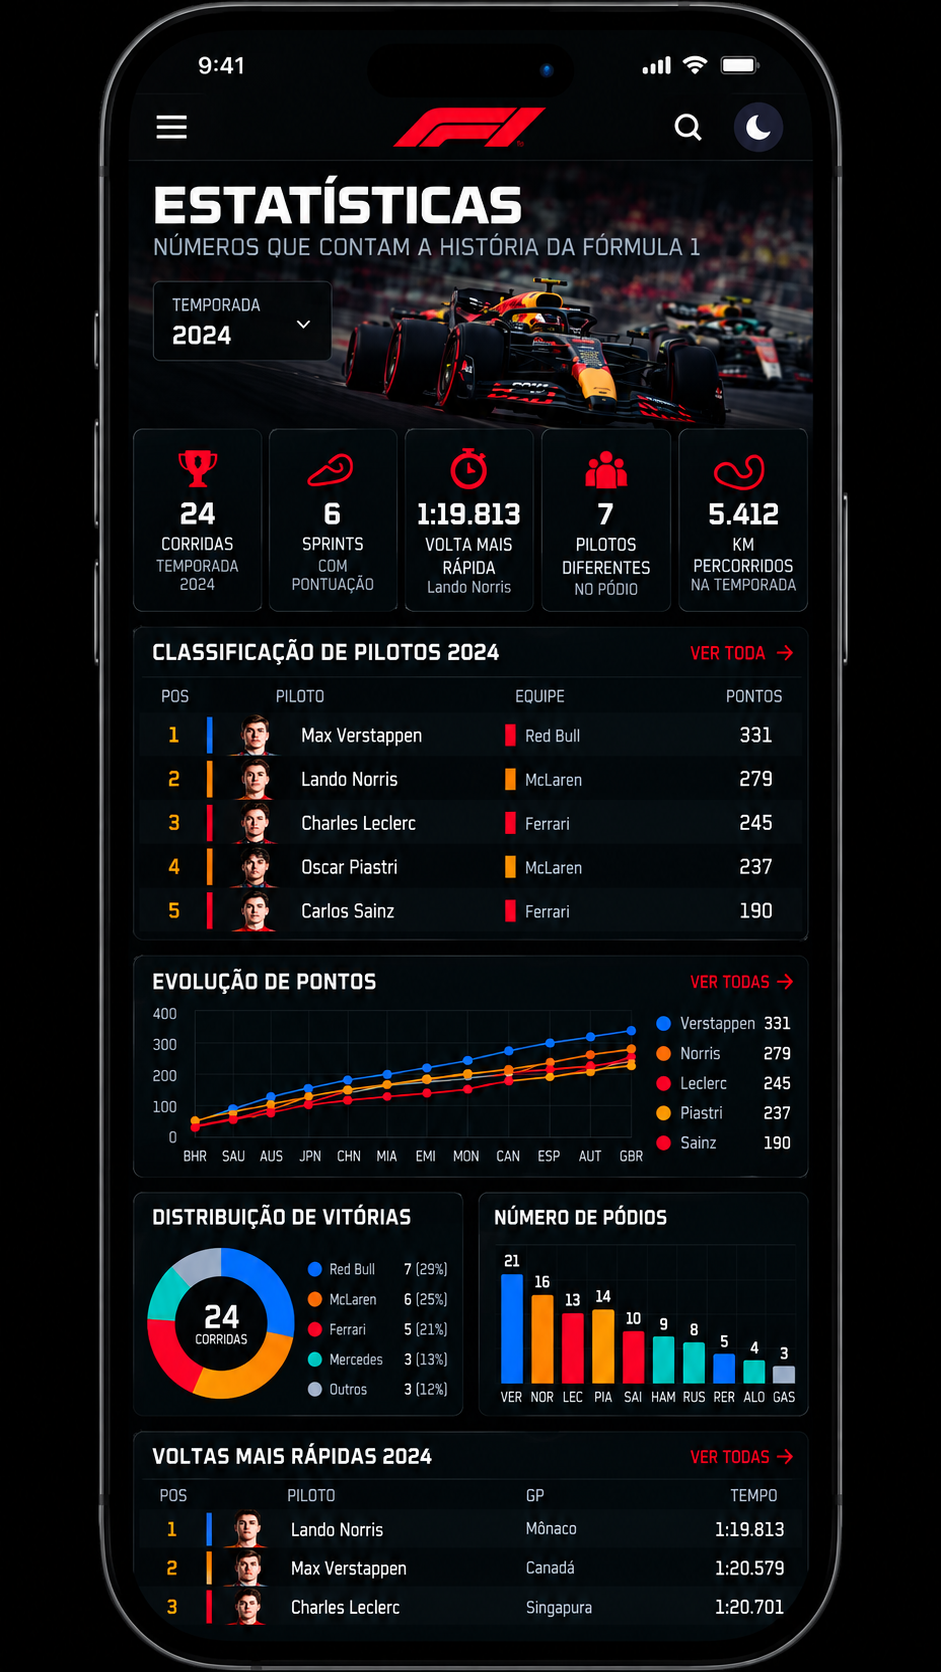 9:41
F1
ESTATÍSTICAS
NÚMEROS QUE CONTAM A HISTÓRIA DA FÓRMULA 1
TEMPORADA
2024
24
CORRIDAS
TEMPORADA
2024
6
SPRINTS
COM
PONTUAÇÃO
1:19.813
VOLTA MAIS
RÁPIDA
Lando Norris
7
PILOTOS
DIFERENTES
NO PÓDIO
5.412
KM
PERCORRIDOS
NA TEMPORADA
CLASSIFICAÇÃO DE PILOTOS 2024 VER TODA
POS PILOTO EQUIPE PONTOS
1 Max Verstappen Red Bull 331
2 Lando Norris McLaren 279
3 Charles Leclerc Ferrari 245
4 Oscar Piastri McLaren 237
5 Carlos Sainz Ferrari 190
EVOLUÇÃO DE PONTOS VER TODAS
400
300
200
100
0
BHR SAU AUS JPN CHN MIA EMI MON CAN ESP AUT GBR
Verstappen 331
Norris 279
Leclerc 245
Piastri 237
Sainz 190
DISTRIBUIÇÃO DE VITÓRIAS
24
CORRIDAS
Red Bull 7 (29%)
McLaren 6 (25%)
Ferrari 5 (21%)
Mercedes 3 (13%)
Outros 3 (12%)
NÚMERO DE PÓDIOS
21 16 13 14 10 9 8 5 4 3
VER NOR LEC PIA SAI HAM RUS RER ALO GAS
VOLTAS MAIS RÁPIDAS 2024 VER TODAS
POS PILOTO GP TEMPO
1 Lando Norris Mônaco 1:19.813
2 Max Verstappen Canadá 1:20.579
3 Charles Leclerc Singapura 1:20.701